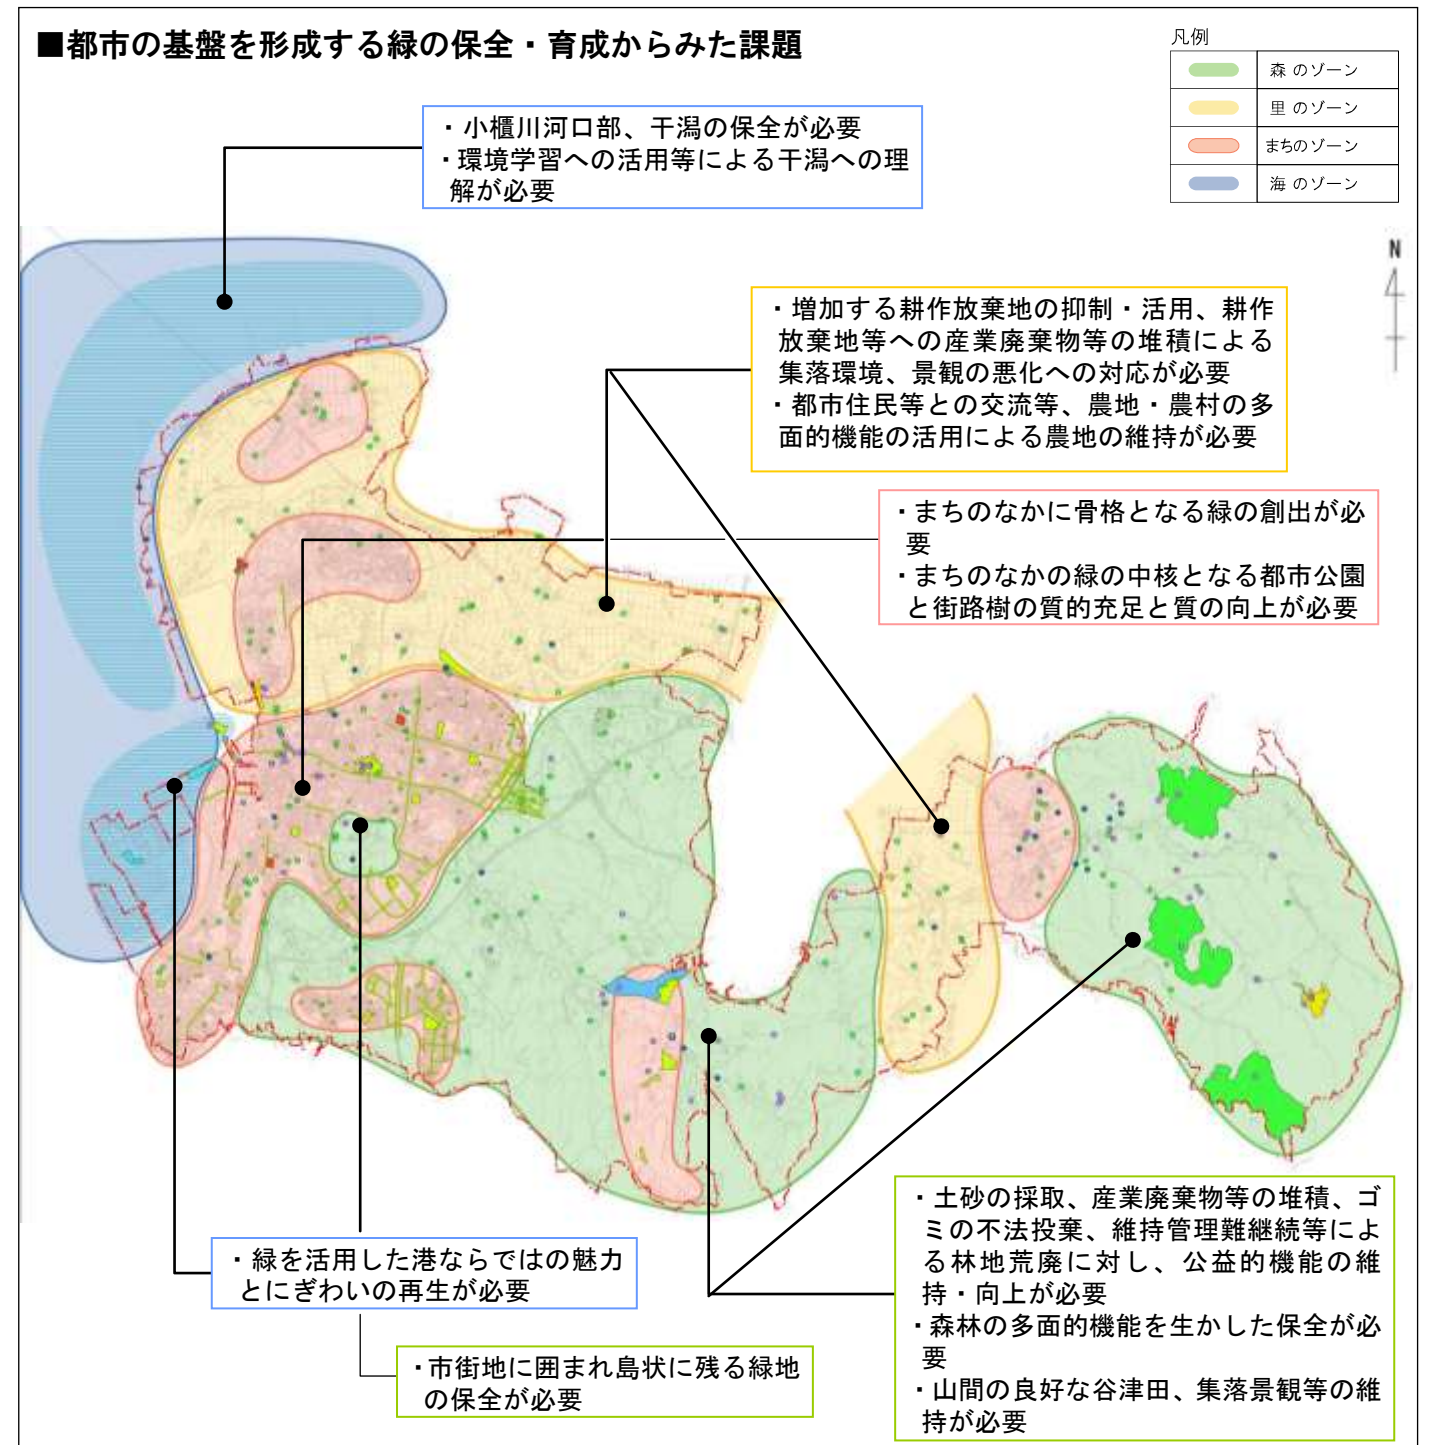 ■都市の基盤を形成する緑の保全・育成からみた課題
凡例
森 のゾーン
里 のゾーン
まちのゾーン
海 のゾーン
・小櫃川河口部、干潟の保全が必要
・環境学習への活用等による干潟への理
解が必要
N
・増加する耕作放棄地の抑制・活用、耕作
放棄地等への産業廃棄物等の堆積による
集落環境、景観の悪化への対応が必要
・都市住民等との交流等、農地・農村の多
面的機能の活用による農地の維持が必要
・まちのなかに骨格となる緑の創出が必
要
・まちのなかの緑の中核となる都市公園
と街路樹の質的充足と質の向上が必要
・土砂の採取、産業廃棄物等の堆積、ゴ
ミの不法投棄、維持管理難継続等によ
る林地荒廃に対し、公益的機能の維
持・向上が必要
・森林の多面的機能を生かした保全が必
要
・山間の良好な谷津田、集落景観等の維
持が必要
・緑を活用した港ならではの魅力
とにぎわいの再生が必要
・市街地に囲まれ島状に残る緑地
の保全が必要